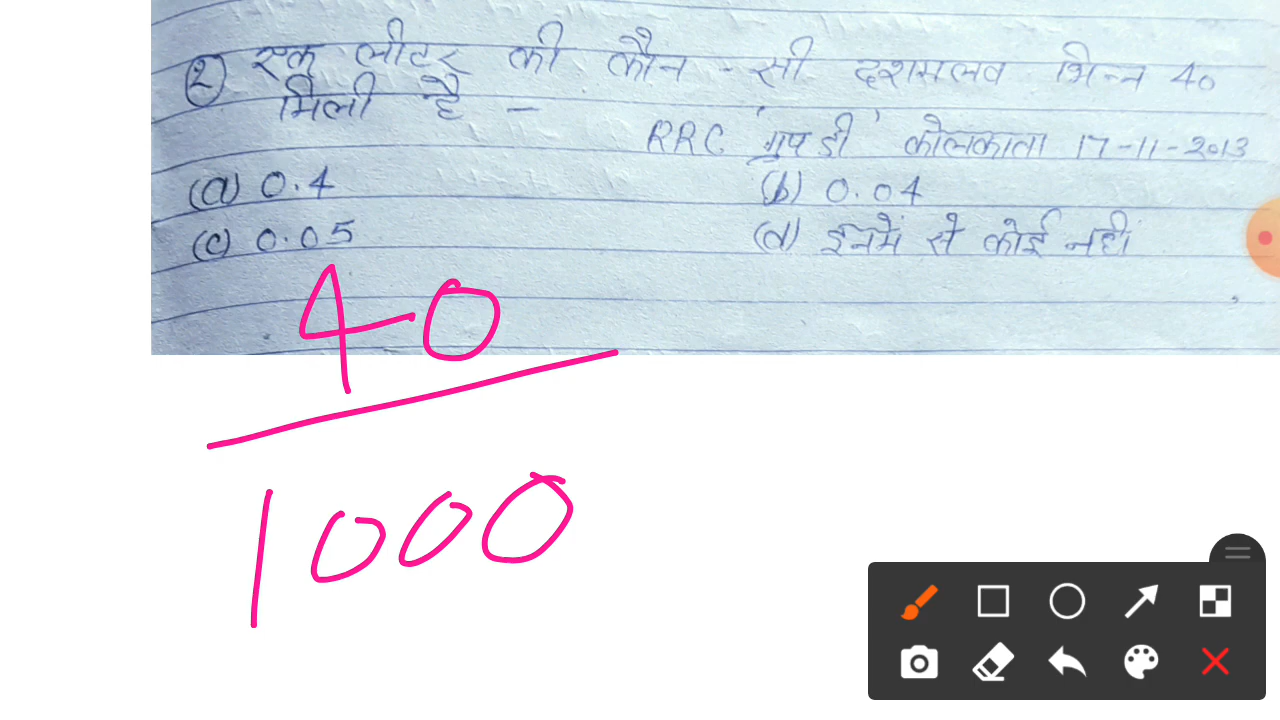 (2) एक लीटर की कौन - सी दशमलव भिन्न 40
मिली है -
RRC 'ग्रुप डी' कोलकाता 17-11-2013
(a) 0.4 (b) 0.04
(c) 0.05 (d) इनमें से कोई नहीं
40
1000